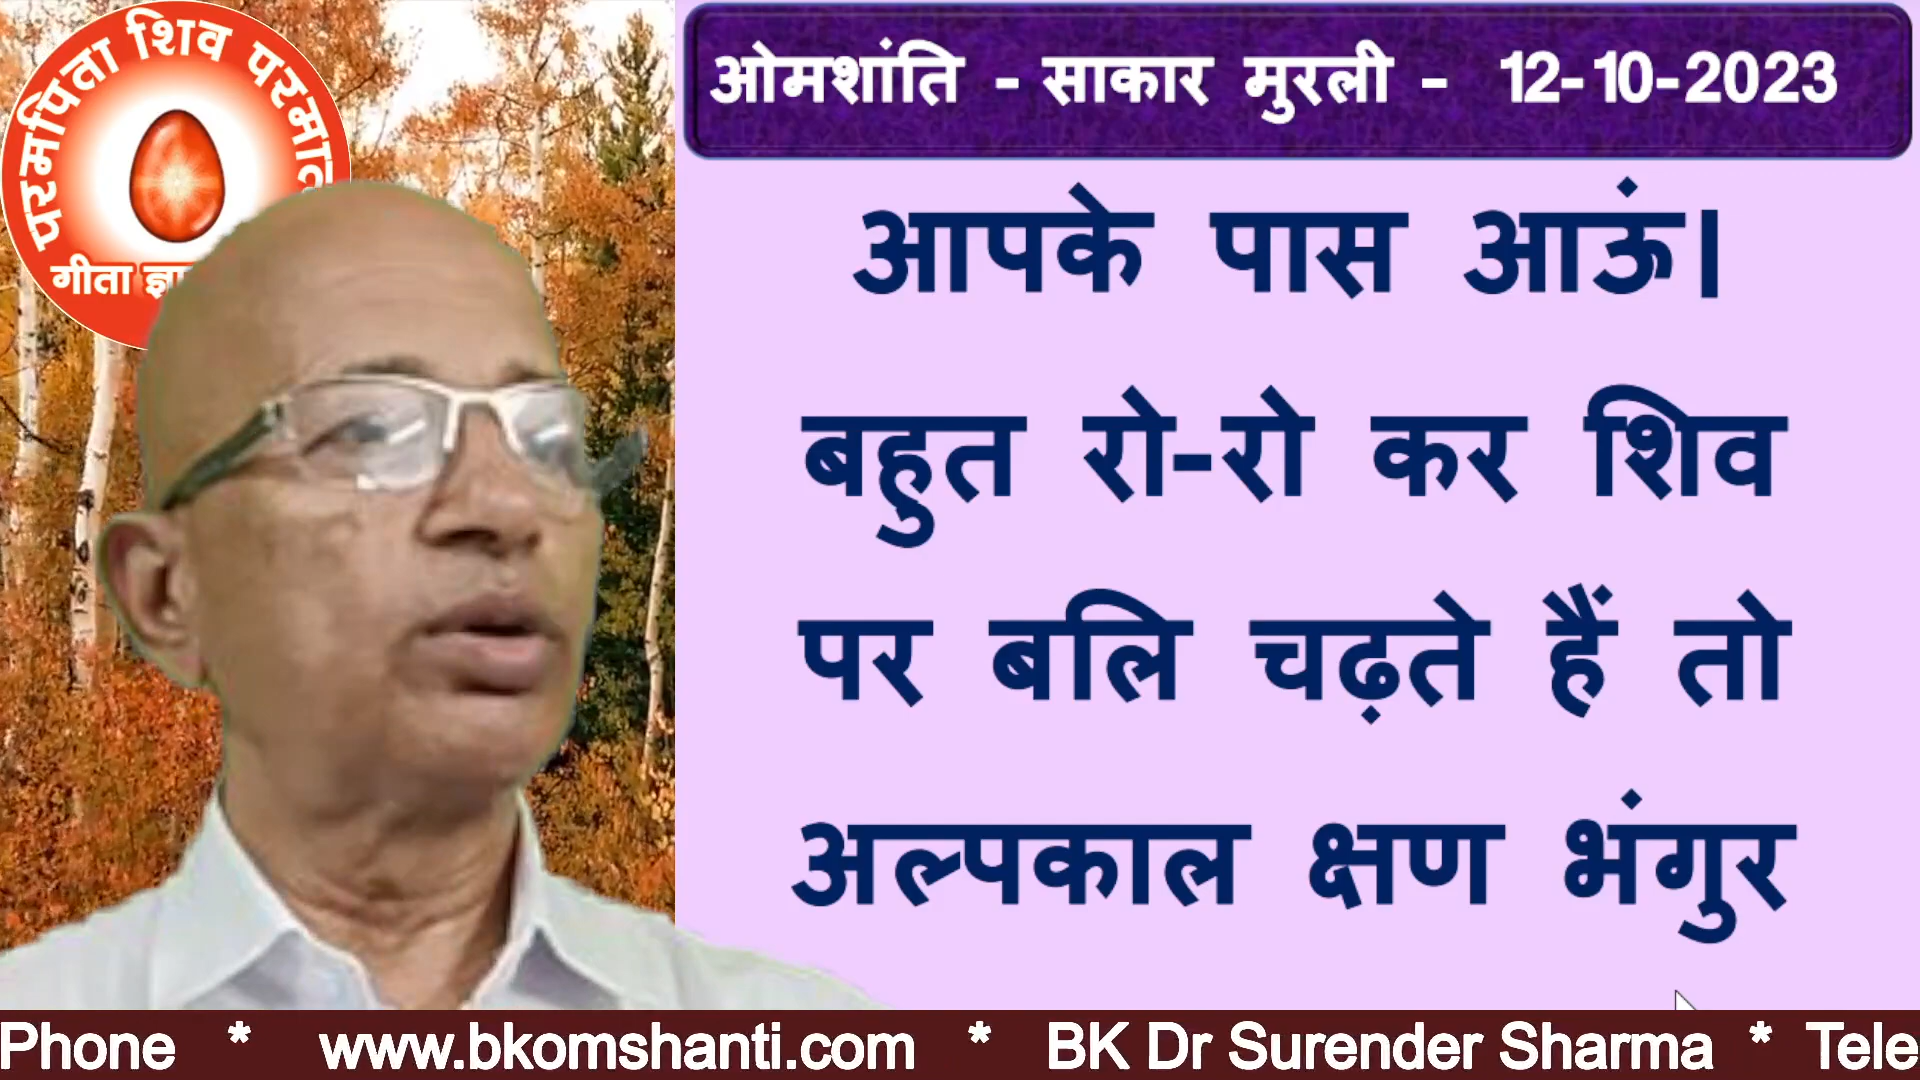 परमपिता शिव
गीता
ओमशांति - साकार मुरली - 12-10-2023
आपके पास आऊं।
बहुत रो-रो कर शिव
पर बलि चढ़ते हैं तो
अल्पकाल क्षण भंगुर
Phone * www.bkomshanti.com * BK Dr Surender Sharma * Tele